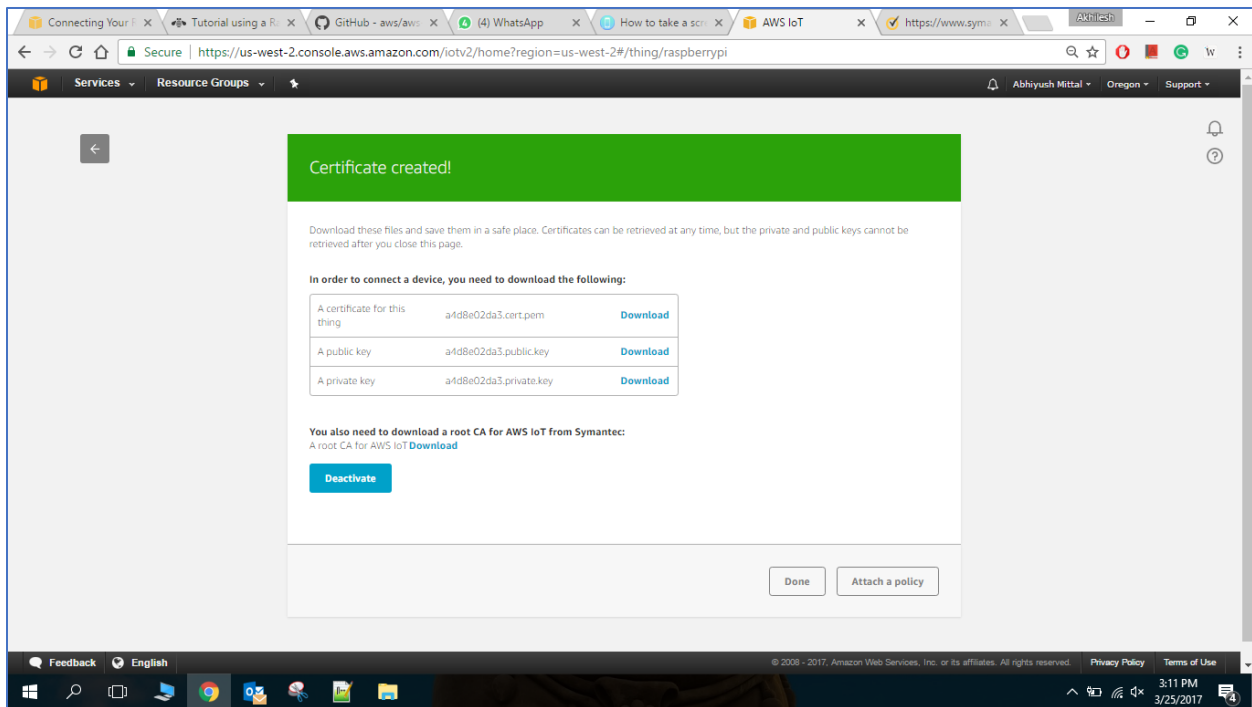 Connecting Your F
Tutorial using a Ra
GitHub - aws/aws
(4) WhatsApp
How to take a scr
AWS IoT
https://www.syma
Akhilesh
Secure | https://us-west-2.console.aws.amazon.com/iotv2/home?region=us-west-2#/thing/raspberrypi
Services
Resource Groups
Abhiyush Mittal
Oregon
Support
Certificate created!
Download these files and save them in a safe place. Certificates can be retrieved at any time, but the private and public keys cannot be
retrieved after you close this page.
In order to connect a device, you need to download the following:
A certificate for this
thing
a4d8e02da3.cert.pem
Download
A public key
a4d8e02da3.public.key
Download
A private key
a4d8e02da3.private.key
Download
You also need to download a root CA for AWS IoT from Symantec:
A root CA for AWS IoT Download
Deactivate
Done
Attach a policy
Feedback
English
© 2008 - 2017, Amazon Web Services, Inc. or its affiliates. All rights reserved.
Privacy Policy
Terms of Use
3:11 PM
3/25/2017
4